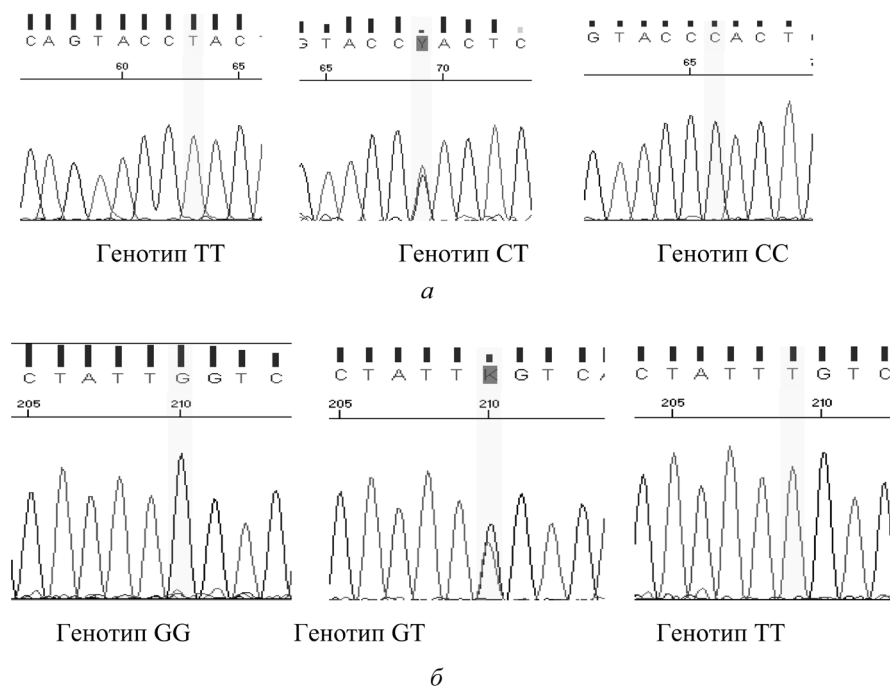 C A G T A C C T A C
60 65
G T A C C Y A C T C
65 70
G T A C C C A C T
65
Генотип TT
Генотип CT
Генотип CC
а
C T A T T G G T C
205 210
C T A T T K G T C
205 210
C T A T T T G T C
205 210
Генотип GG
Генотип GT
Генотип TT
б